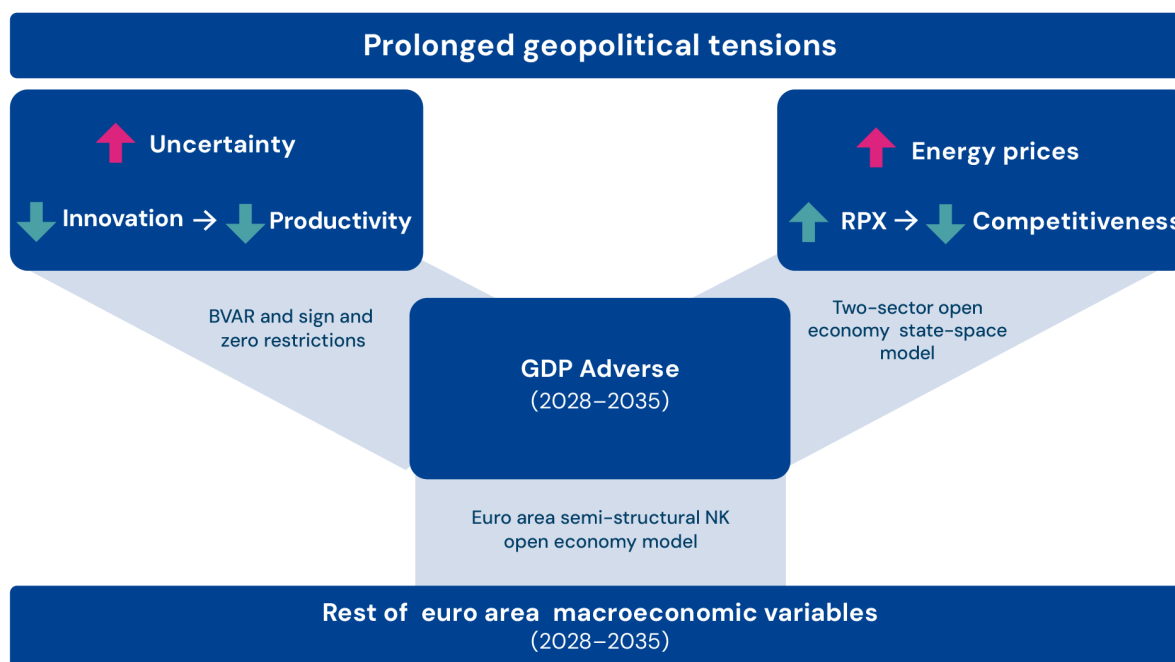 Prolonged geopolitical tensions
Uncertainty
Innovation → Productivity
Energy prices
RPX → Competitiveness
BVAR and sign and
zero restrictions
Two-sector open
economy state-space
model
GDP Adverse
(2028–2035)
Euro area semi-structural NK
open economy model
Rest of euro area macroeconomic variables
(2028–2035)